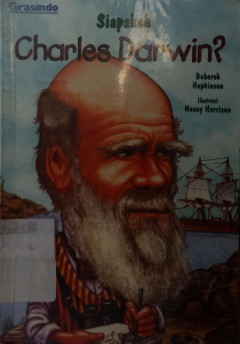 Grasindo
Siapakah
Charles Darwin?
Deborah
Hopkinson
Ilustrasi
Nancy Harrison